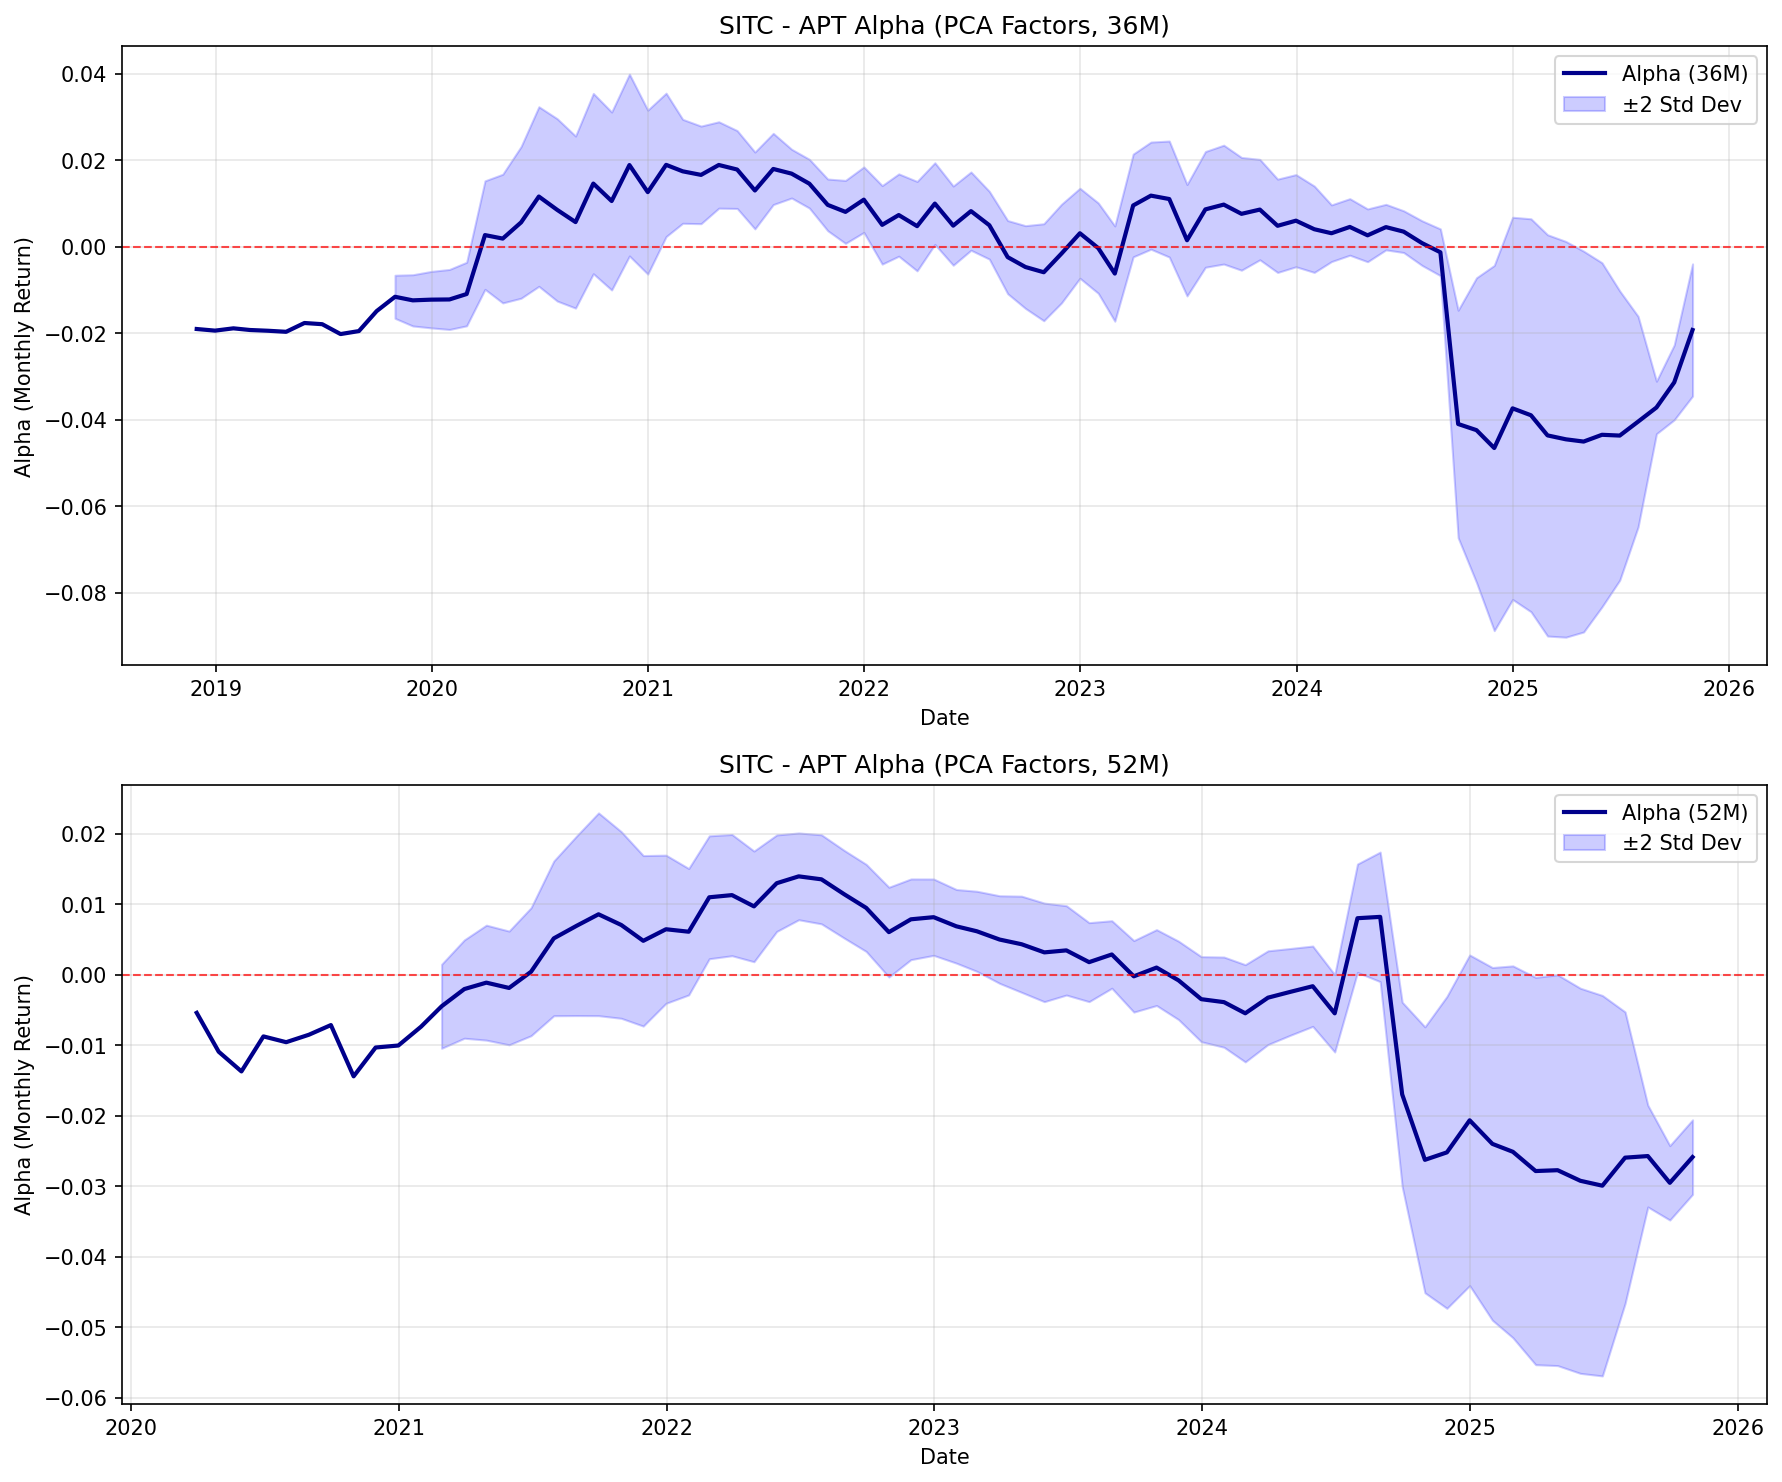 SITC - APT Alpha (PCA Factors, 36M)
Alpha (36M)
±2 Std Dev
0.04
0.02
0.00
−0.02
−0.04
−0.06
−0.08
Alpha (Monthly Return)
2019 2020 2021 2022 2023 2024 2025 2026
Date
SITC - APT Alpha (PCA Factors, 52M)
Alpha (52M)
±2 Std Dev
0.02
0.01
0.00
−0.01
−0.02
−0.03
−0.04
−0.05
−0.06
Alpha (Monthly Return)
2020 2021 2022 2023 2024 2025 2026
Date